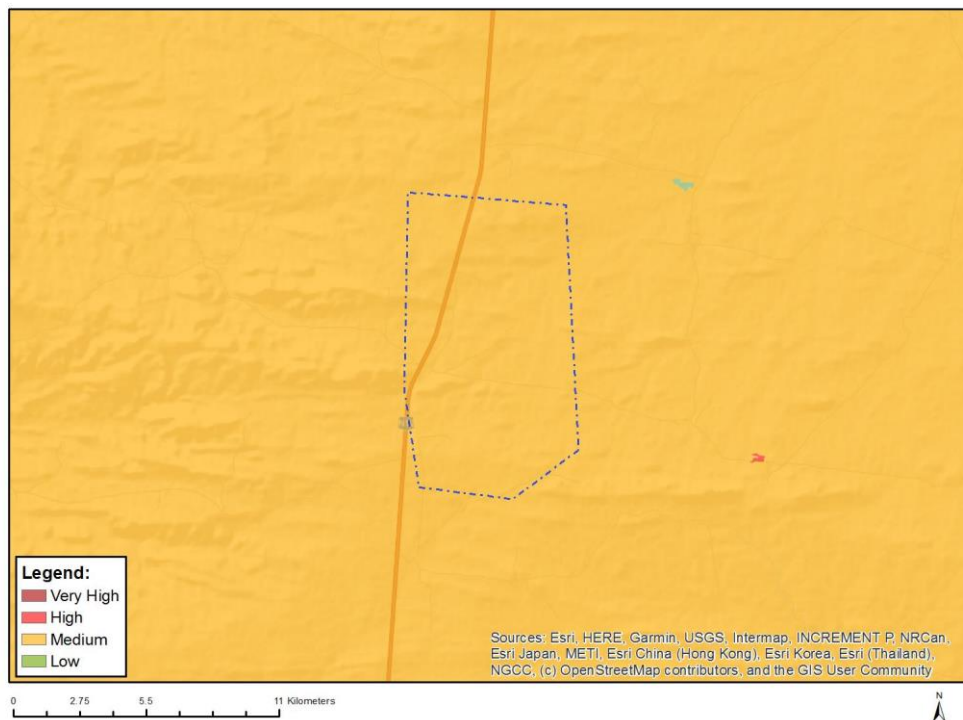 Legend:
Very High
High
Medium
Low
Sources: Esri, HERE, Garmin, USGS, Intermap, INCREMENT P, NRCan,
Esri Japan, METI, Esri China (Hong Kong), Esri Korea, Esri (Thailand),
NGCC, (c) OpenStreetMap contributors, and the GIS User Community
0 2.75 5.5 11 Kilometers
N